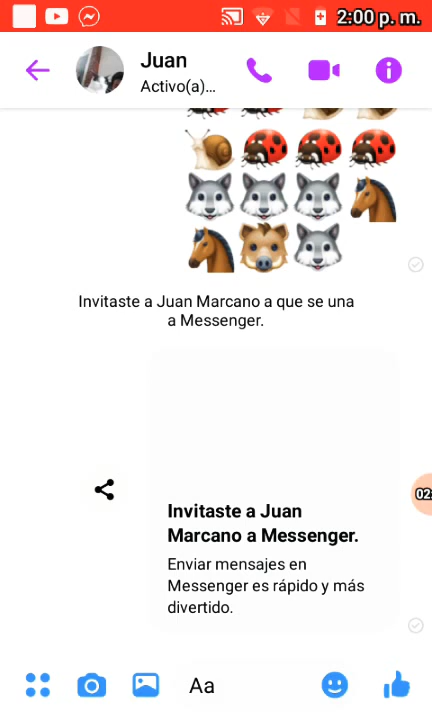 2:00 p. m.
Juan
Activo(a)...
Invitaste a Juan Marcano a que se una
a Messenger.
Invitaste a Juan
Marcano a Messenger.
Enviar mensajes en
Messenger es rápido y más
divertido.
Aa